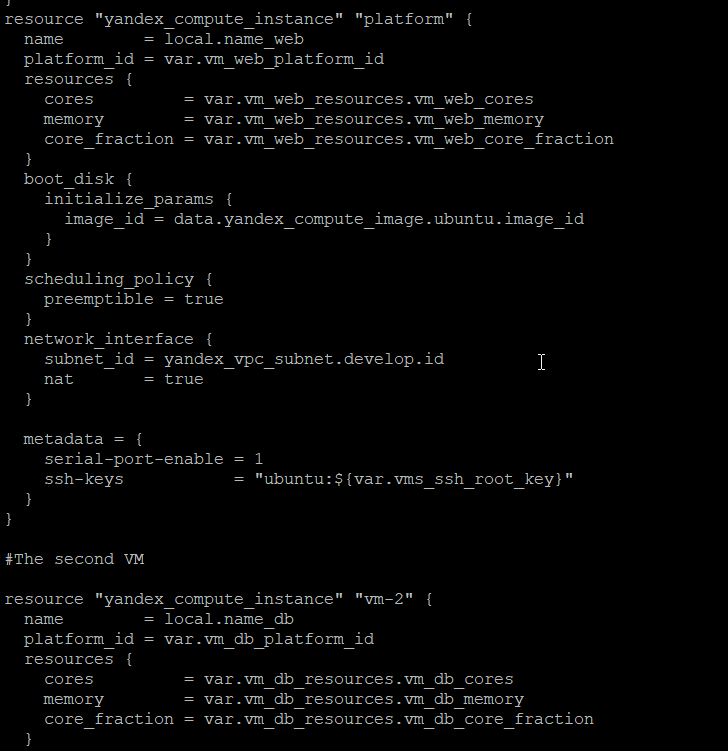 }
resource "yandex_compute_instance" "platform" {
  name        = local.name_web
  platform_id = var.vm_web_platform_id
  resources {
    cores         = var.vm_web_resources.vm_web_cores
    memory        = var.vm_web_resources.vm_web_memory
    core_fraction = var.vm_web_resources.vm_web_core_fraction
  }
  boot_disk {
    initialize_params {
      image_id = data.yandex_compute_image.ubuntu.image_id
    }
  }
  scheduling_policy {
    preemptible = true
  }
  network_interface {
    subnet_id = yandex_vpc_subnet.develop.id
    nat       = true
  }

  metadata = {
    serial-port-enable = 1
    ssh-keys           = "ubuntu:${var.vms_ssh_root_key}"
  }
}

#The second VM

resource "yandex_compute_instance" "vm-2" {
  name        = local.name_db
  platform_id = var.vm_db_platform_id
  resources {
    cores         = var.vm_db_resources.vm_db_cores
    memory        = var.vm_db_resources.vm_db_memory
    core_fraction = var.vm_db_resources.vm_db_core_fraction
  }